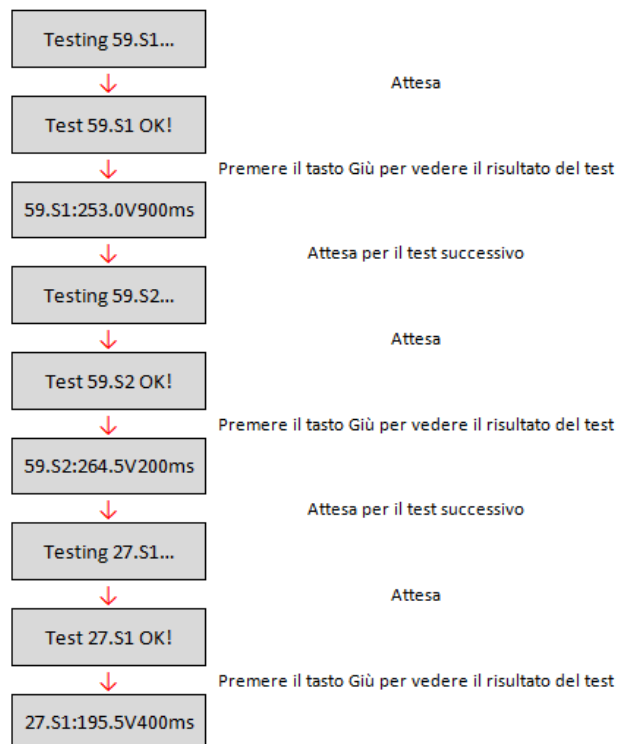 Testing 59.S1...
Attesa
Test 59.S1 OK!
Premere il tasto Giù per vedere il risultato del test
59.S1:253.0V900ms
Attesa per il test successivo
Testing 59.S2...
Attesa
Test 59.S2 OK!
Premere il tasto Giù per vedere il risultato del test
59.S2:264.5V200ms
Attesa per il test successivo
Testing 27.S1...
Attesa
Test 27.S1 OK!
Premere il tasto Giù per vedere il risultato del test
27.S1:195.5V400ms